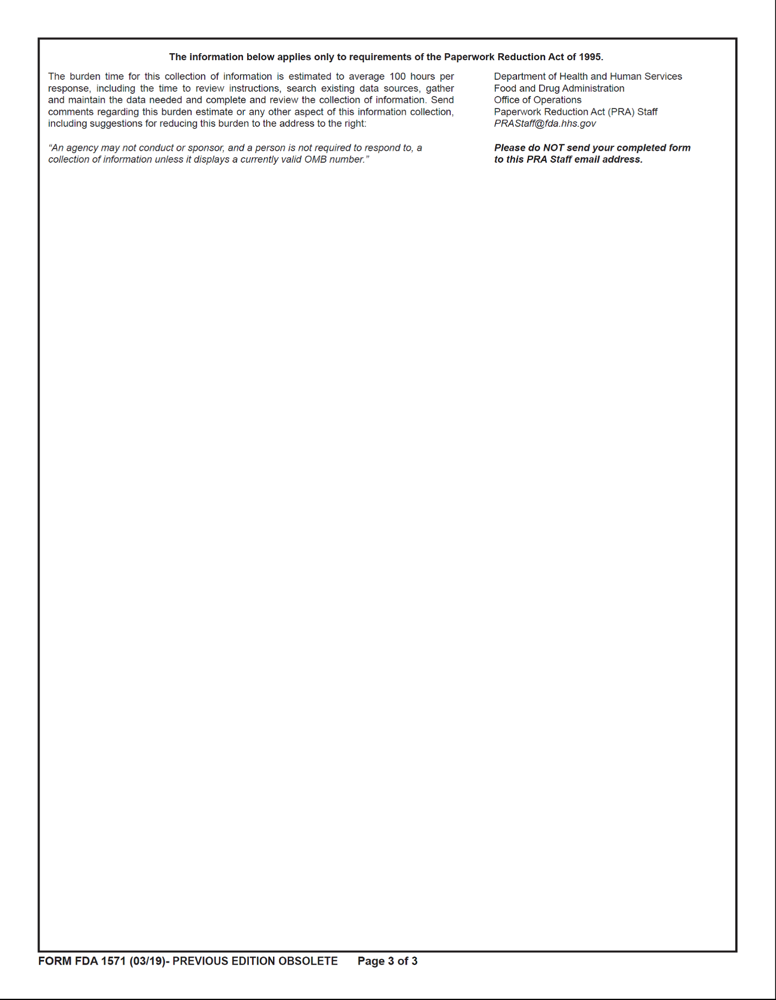 The information below applies only to requirements of the Paperwork Reduction Act of 1995.
The burden time for this collection of information is estimated to average 100 hours per
response, including the time to review instructions, search existing data sources, gather
and maintain the data needed and complete and review the collection of information. Send
comments regarding this burden estimate or any other aspect of this information collection,
including suggestions for reducing this burden to the address to the right:
“An agency may not conduct or sponsor, and a person is not required to respond to, a
collection of information unless it displays a currently valid OMB number.”
Department of Health and Human Services
Food and Drug Administration
Office of Operations
Paperwork Reduction Act (PRA) Staff
PRAStaff@fda.hhs.gov
Please do NOT send your completed form
to this PRA Staff email address.
FORM FDA 1571 (03/19)- PREVIOUS EDITION OBSOLETE Page 3 of 3